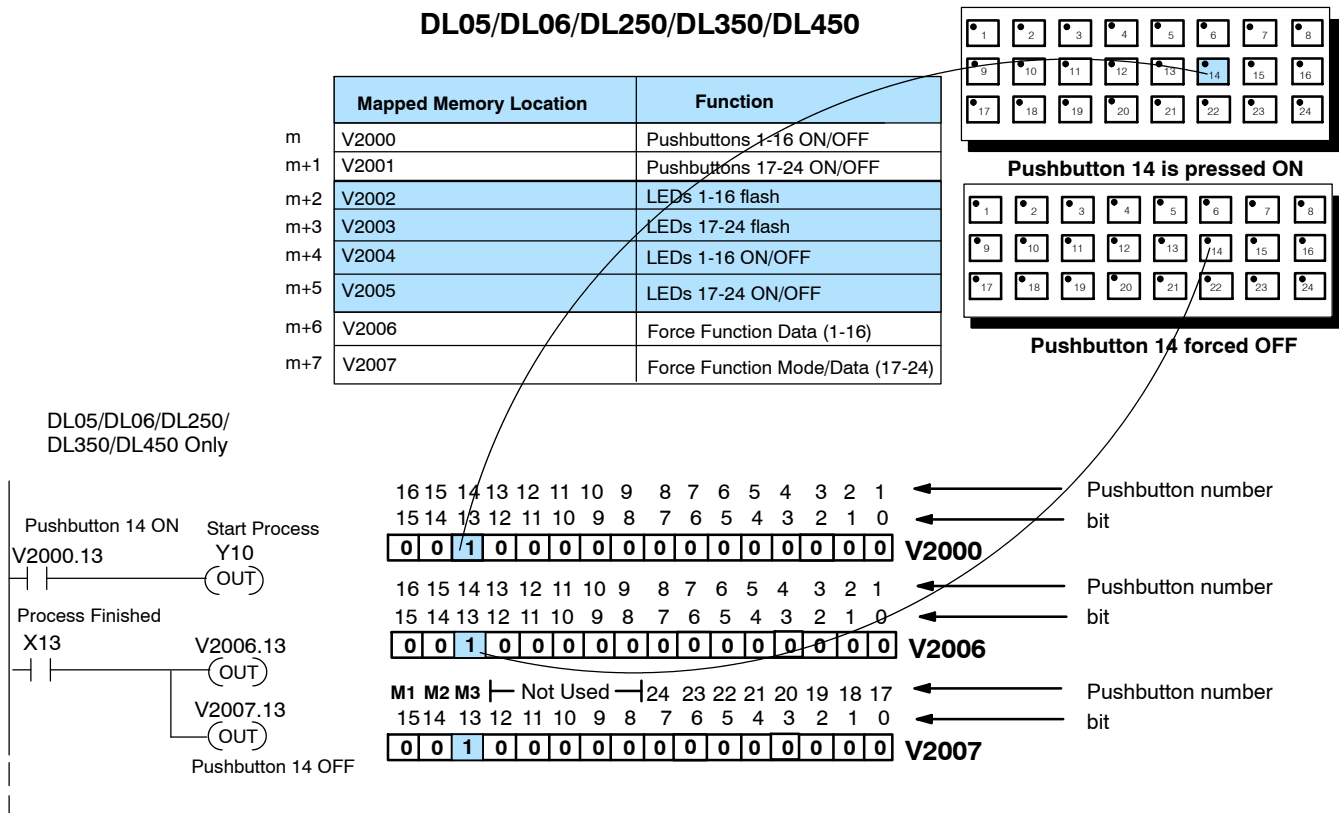 DL05/DL06/DL250/DL350/DL450
Mapped Memory Location Function
m V2000 Pushbuttons 1-16 ON/OFF
m+1 V2001 Pushbuttons 17-24 ON/OFF
m+2 V2002 LEDs 1-16 flash
m+3 V2003 LEDs 17-24 flash
m+4 V2004 LEDs 1-16 ON/OFF
m+5 V2005 LEDs 17-24 ON/OFF
m+6 V2006 Force Function Data (1-16)
m+7 V2007 Force Function Mode/Data (17-24)
1 2 3 4 5 6 7 8
9 10 11 12 13 14 15 16
17 18 19 20 21 22 23 24
Pushbutton 14 is pressed ON
1 2 3 4 5 6 7 8
9 10 11 12 13 14 15 16
17 18 19 20 21 22 23 24
Pushbutton 14 forced OFF
DL05/DL06/DL250/
DL350/DL450 Only
Pushbutton 14 ON
Start Process
V2000.13
Y10
OUT
Process Finished
X13
V2006.13
OUT
V2007.13
OUT
Pushbutton 14 OFF
16 15 14 13 12 11 10 9 8 7 6 5 4 3 2 1 Pushbutton number
15 14 13 12 11 10 9 8 7 6 5 4 3 2 1 0 bit
0 0 1 0 0 0 0 0 0 0 0 0 0 0 0 0 V2000
16 15 14 13 12 11 10 9 8 7 6 5 4 3 2 1 Pushbutton number
15 14 13 12 11 10 9 8 7 6 5 4 3 2 1 0 bit
0 0 1 0 0 0 0 0 0 0 0 0 0 0 0 0 V2006
M1 M2 M3 Not Used 24 23 22 21 20 19 18 17 Pushbutton number
15 14 13 12 11 10 9 8 7 6 5 4 3 2 1 0 bit
0 0 1 0 0 0 0 0 0 0 0 0 0 0 0 0 V2007